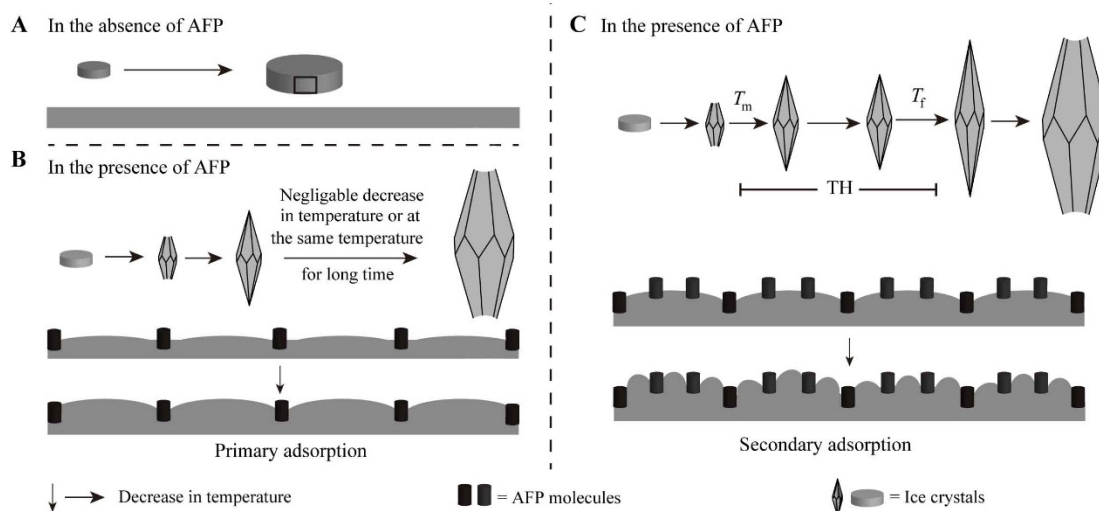 A In the absence of AFP
B In the presence of AFP
Negligable decrease
in temperature or at
the same temperature
for long time
Primary adsorption
C In the presence of AFP
Tm
Tf
TH
Secondary adsorption
Decrease in temperature
= AFP molecules
= Ice crystals